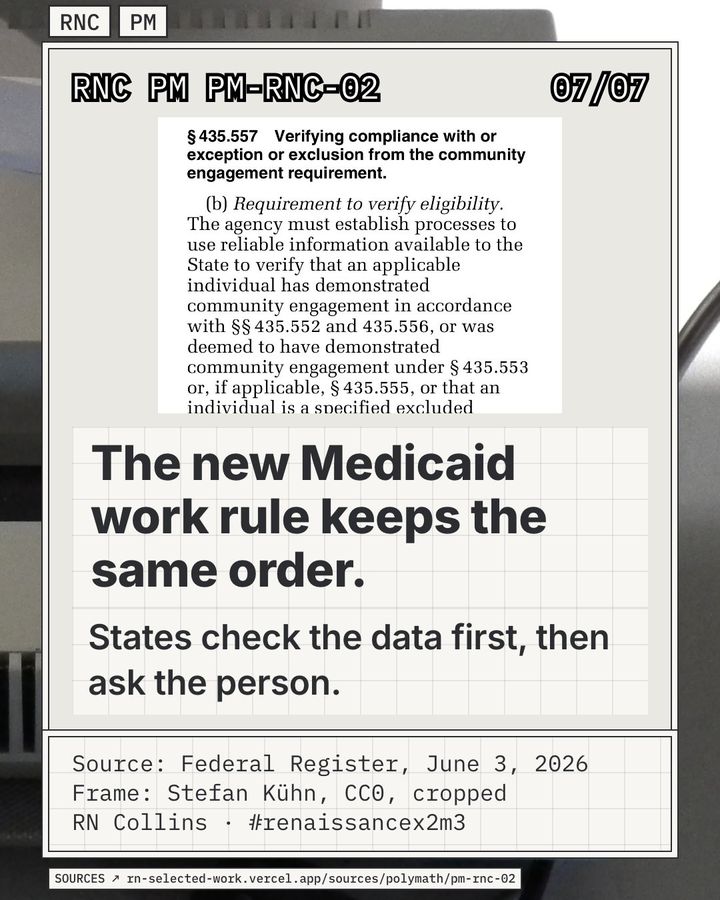 RNC PM
RNC PM PM-RNC-02 07/07
§ 435.557 Verifying compliance with or
exception or exclusion from the community
engagement requirement.
(b) Requirement to verify eligibility.
The agency must establish processes to
use reliable information available to the
State to verify that an applicable
individual has demonstrated
community engagement in accordance
with §§ 435.552 and 435.556, or was
deemed to have demonstrated
community engagement under § 435.553
or, if applicable, § 435.555, or that an
individual is a specified excluded
The new Medicaid
work rule keeps the
same order.
States check the data first, then
ask the person.
Source: Federal Register, June 3, 2026
Frame: Stefan Kühn, CC0, cropped
RN Collins · #renaissancex2m3
SOURCES ↗ rn-selected-work.vercel.app/sources/polymath/pm-rnc-02